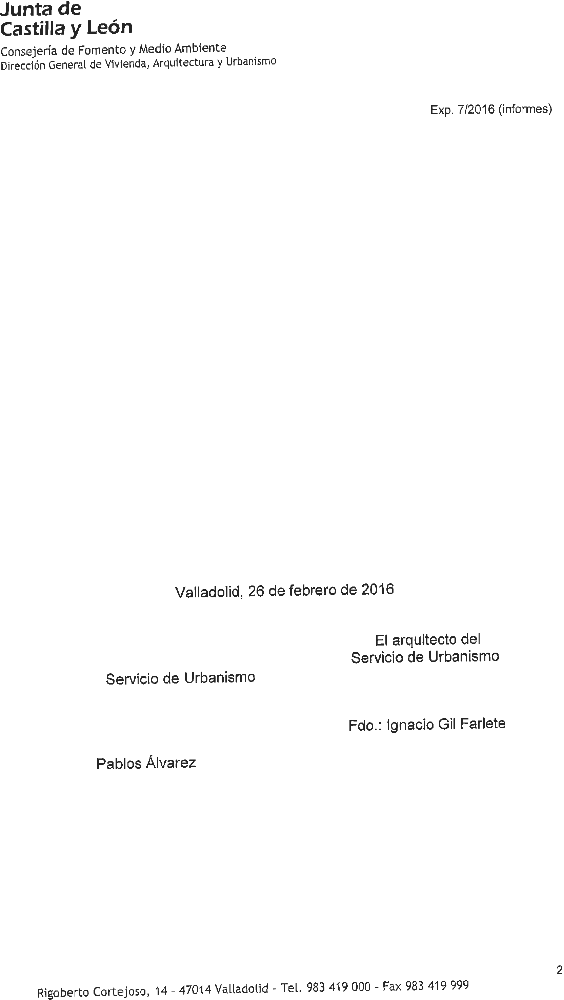 Junta de
Castilla y León
Consejería de Fomento y Medio Ambiente
Dirección General de Vivienda, Arquitectura y Urbanismo
Exp. 7/2016 (informes)
Valladolid, 26 de febrero de 2016
El arquitecto del
Servicio de Urbanismo
Servicio de Urbanismo
Fdo.: Ignacio Gil Farlete
Pablos Álvarez
2
Rigoberto Cortejoso, 14 - 47014 Valladolid - Tel. 983 419 000 - Fax 983 419 999